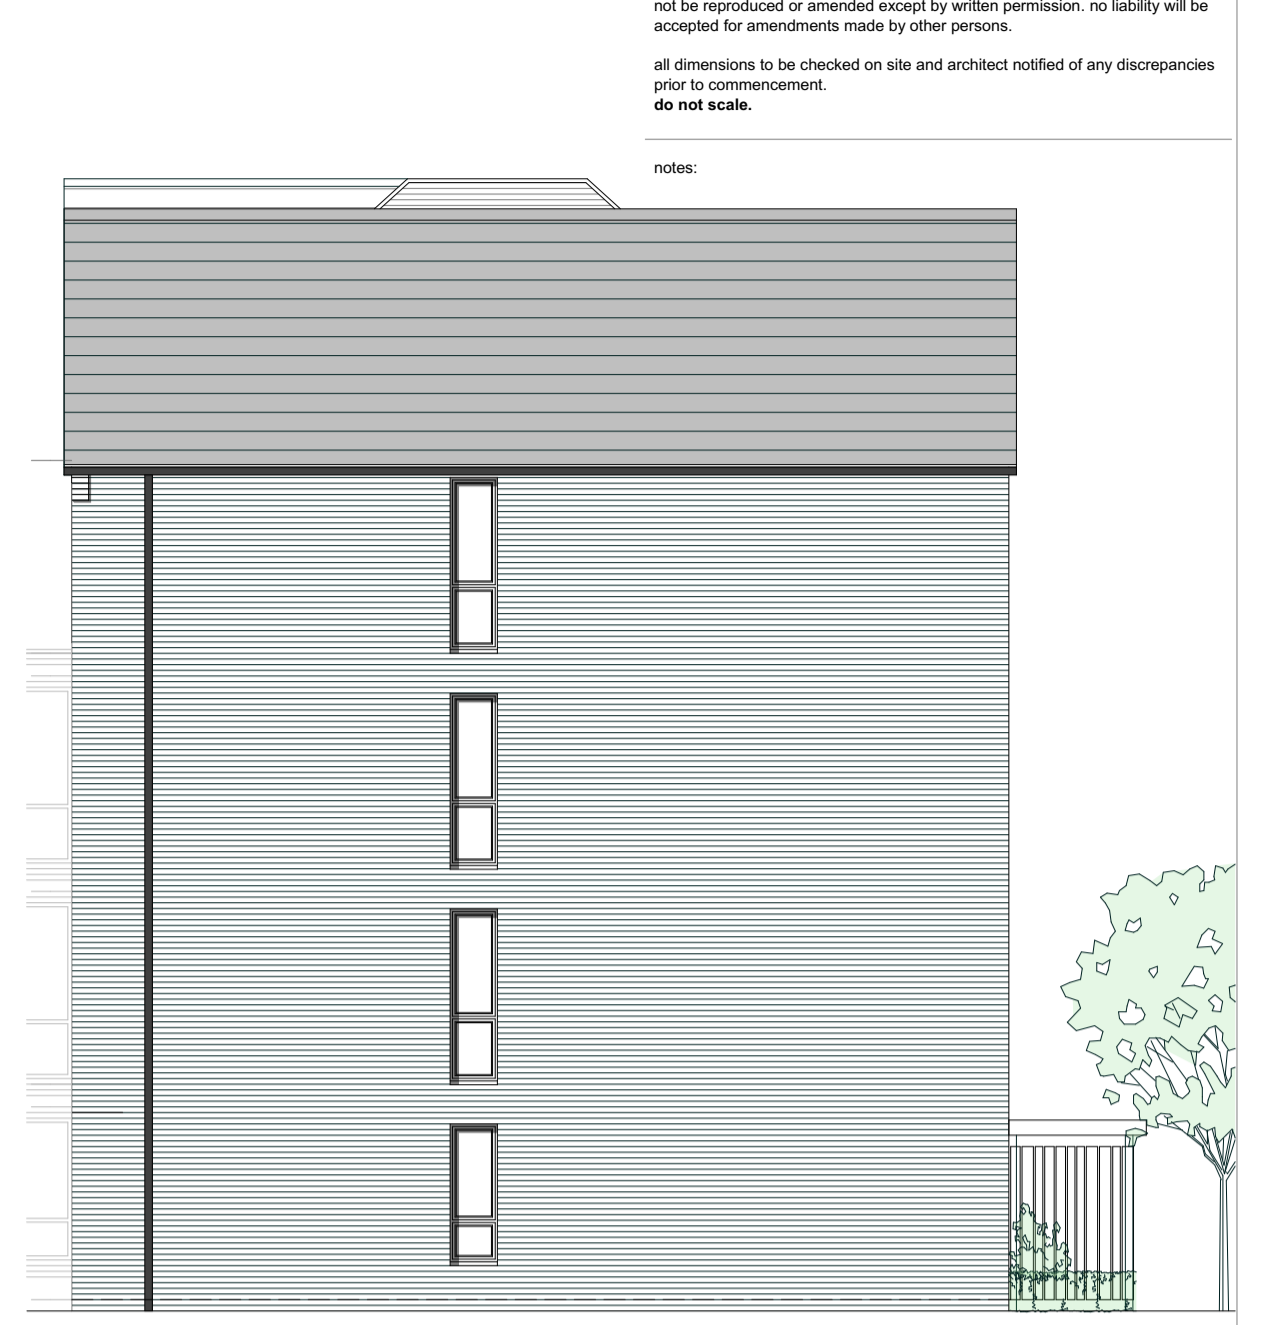 not be reproduced or amended except by written permission. no liability will be
accepted for amendments made by other persons.
all dimensions to be checked on site and architect notified of any discrepancies
prior to commencement.
do not scale.
notes: